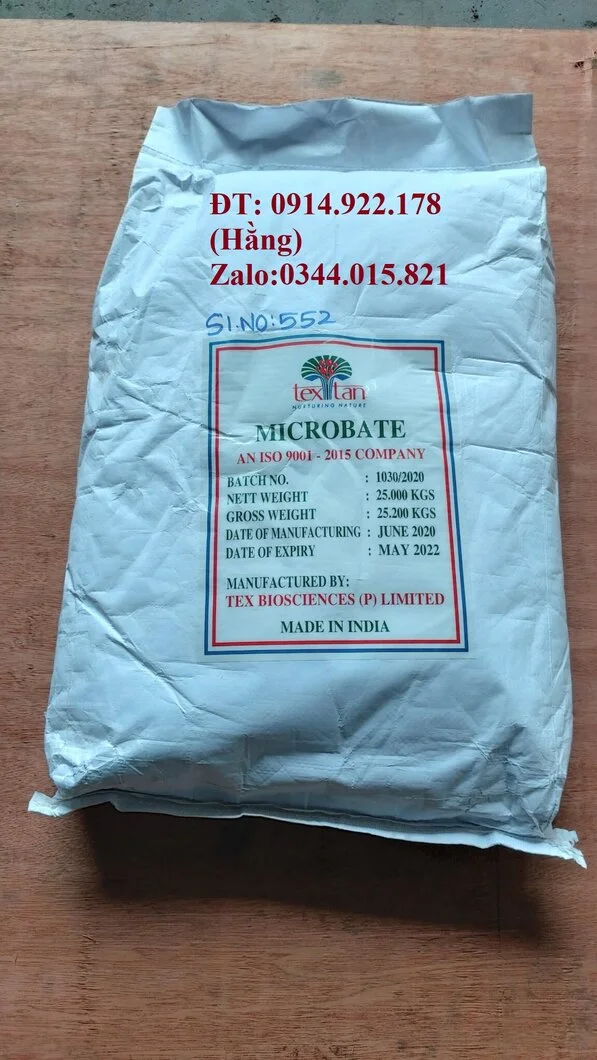 ĐT: 0914.922.178
(Hằng)
Zalo:0344.015.821
SI.NO:552
textan
NURTURING NATURE
MICROBATE
AN ISO 9001 - 2015 COMPANY
BATCH NO. : 1030/2020
NETT WEIGHT : 25.000 KGS
GROSS WEIGHT : 25.200 KGS
DATE OF MANUFACTURING : JUNE 2020
DATE OF EXPIRY : MAY 2022
MANUFACTURED BY:
TEX BIOSCIENCES (P) LIMITED
MADE IN INDIA